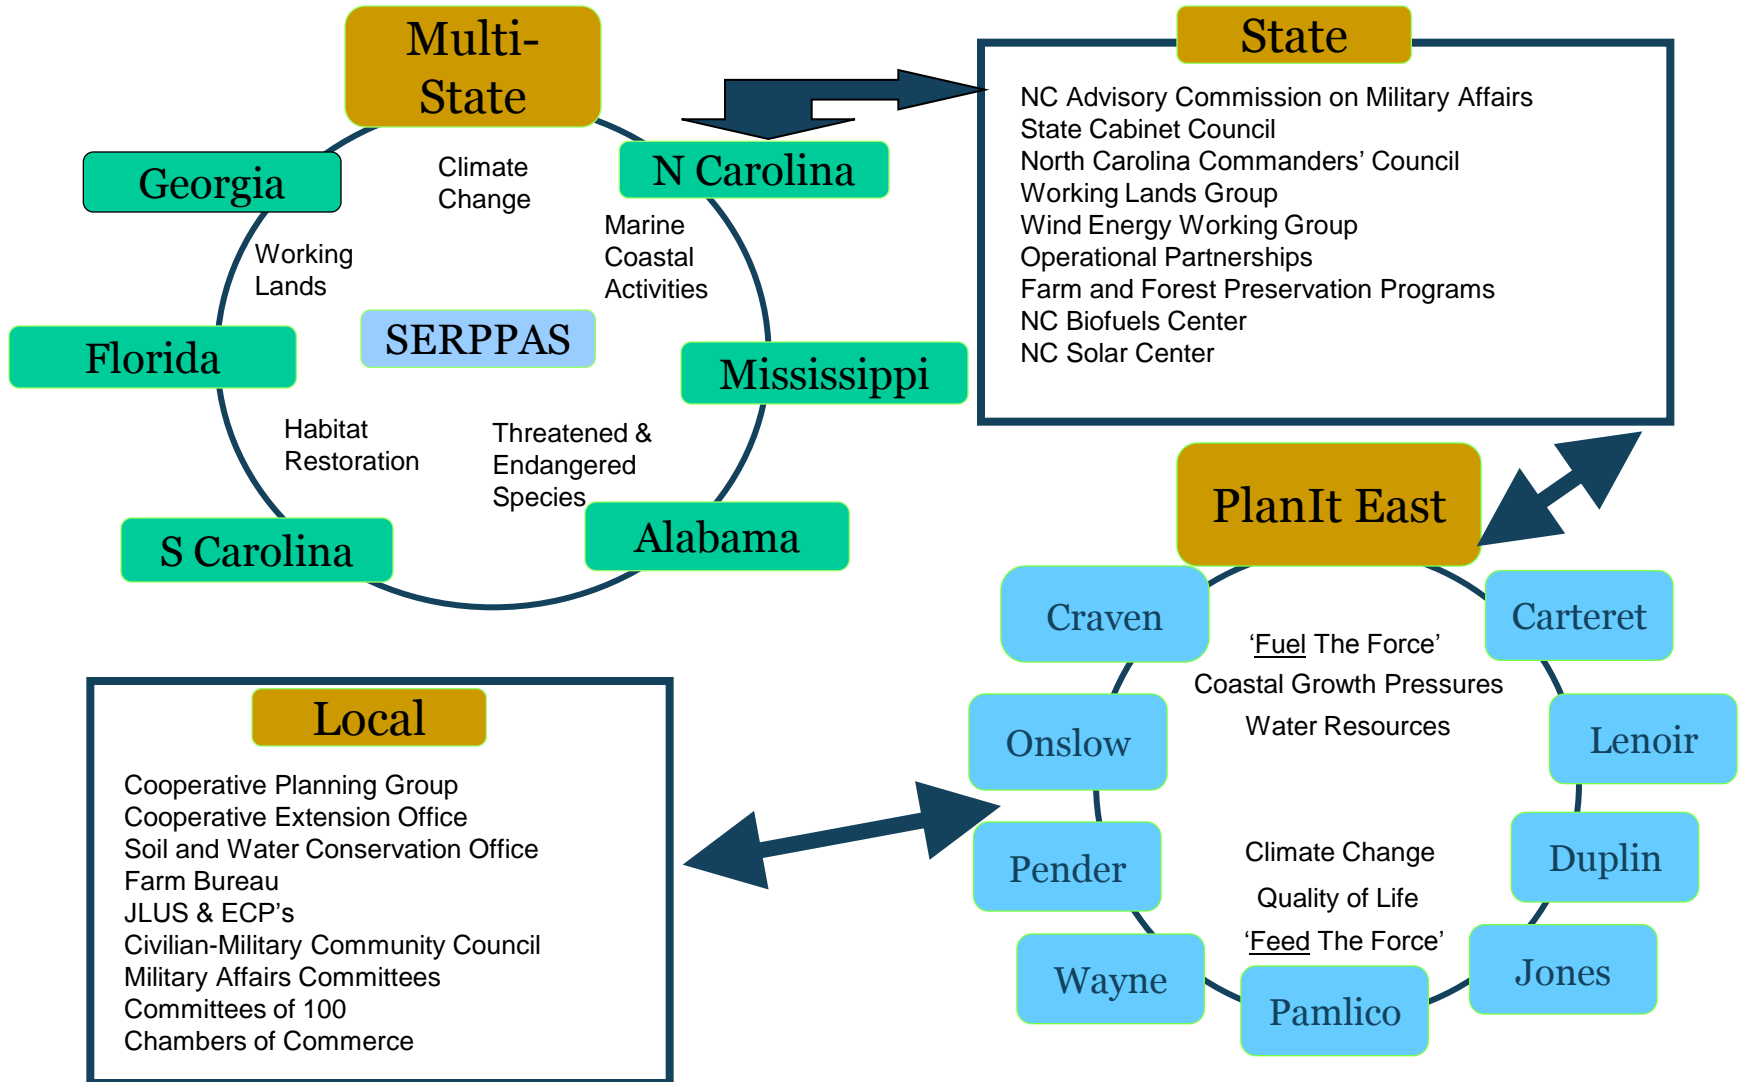 Multi-
State
Georgia
Climate
Change
N Carolina
Working
Lands
Marine
Coastal
Activities
SERPPAS
Florida
Mississippi
Habitat
Restoration
Threatened &
Endangered
Species
S Carolina
Alabama
State
NC Advisory Commission on Military Affairs
State Cabinet Council
North Carolina Commanders’ Council
Working Lands Group
Wind Energy Working Group
Operational Partnerships
Farm and Forest Preservation Programs
NC Biofuels Center
NC Solar Center
PlanIt East
Craven
Carteret
‘Fuel The Force’
Coastal Growth Pressures
Water Resources
Onslow
Lenoir
Pender
Duplin
Climate Change
Quality of Life
‘Feed The Force’
Wayne
Jones
Pamlico
Local
Cooperative Planning Group
Cooperative Extension Office
Soil and Water Conservation Office
Farm Bureau
JLUS & ECP’s
Civilian-Military Community Council
Military Affairs Committees
Committees of 100
Chambers of Commerce